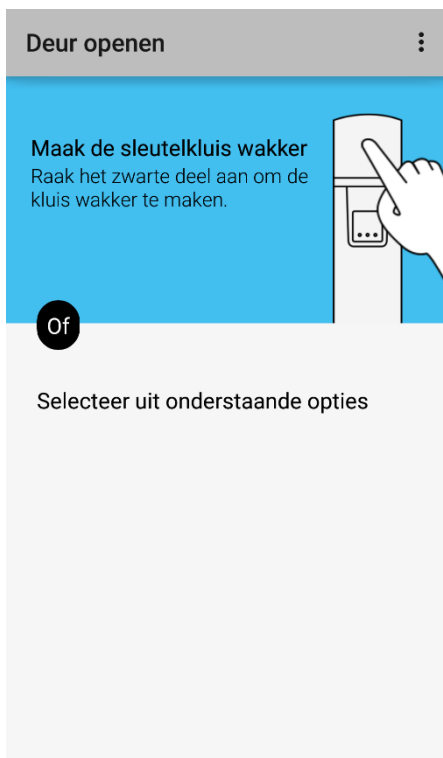 Deur openen
Maak de sleutelkluis wakker
Raak het zwarte deel aan om de
kluis wakker te maken.
Of
Selecteer uit onderstaande opties